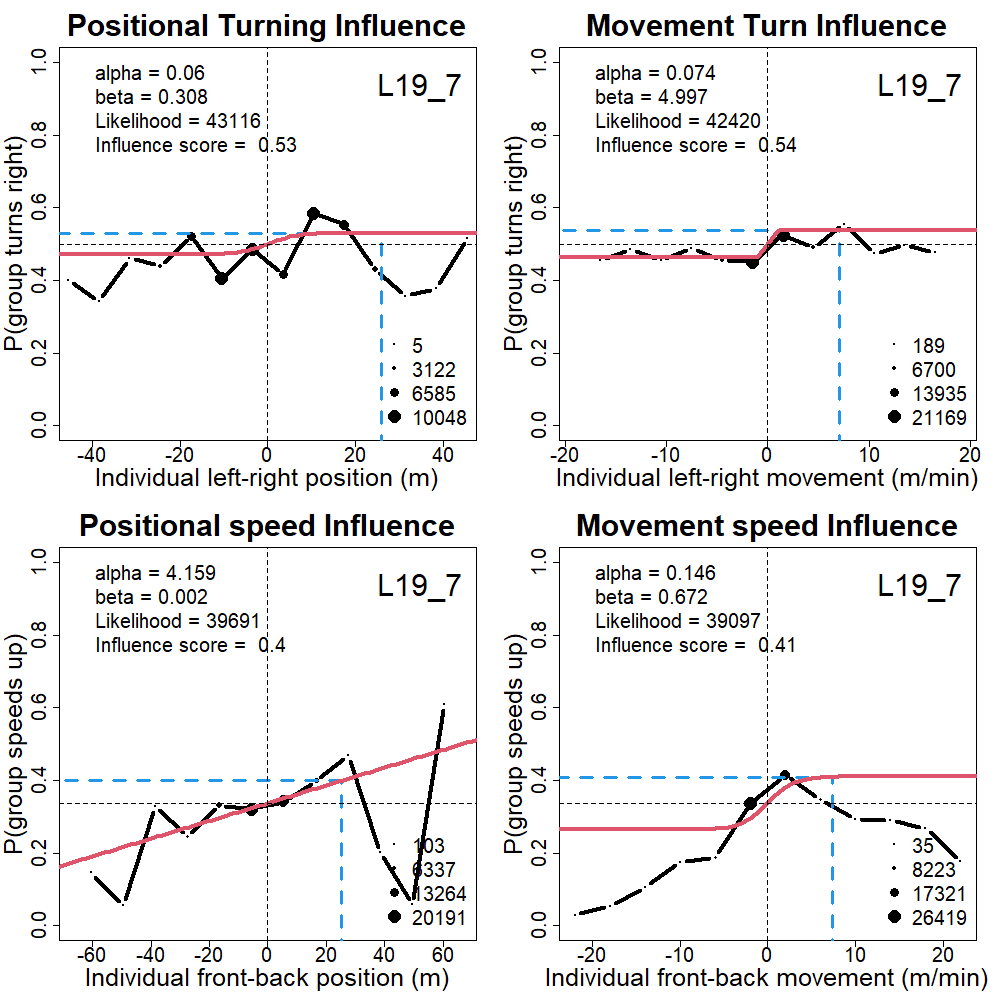 Positional Turning Influence
alpha = 0.06
beta = 0.308
Likelihood = 43116
Influence score = 0.53
L19_7
P(group turns right)
0.0 0.2 0.4 0.6 0.8 1.0
5
3122
6585
10048
-40 -20 0 20 40
Individual left-right position (m)
Movement Turn Influence
alpha = 0.074
beta = 4.997
Likelihood = 42420
Influence score = 0.54
L19_7
P(group turns right)
0.0 0.2 0.4 0.6 0.8 1.0
189
6700
13935
21169
-20 -10 0 10 20
Individual left-right movement (m/min)
Positional speed Influence
alpha = 4.159
beta = 0.002
Likelihood = 39691
Influence score = 0.4
L19_7
P(group speeds up)
0.0 0.2 0.4 0.6 0.8 1.0
103
6337
13264
20191
-60 -40 -20 0 20 40 60
Individual front-back position (m)
Movement speed Influence
alpha = 0.146
beta = 0.672
Likelihood = 39097
Influence score = 0.41
L19_7
P(group speeds up)
0.0 0.2 0.4 0.6 0.8 1.0
35
8223
17321
26419
-20 -10 0 10 20
Individual front-back movement (m/min)